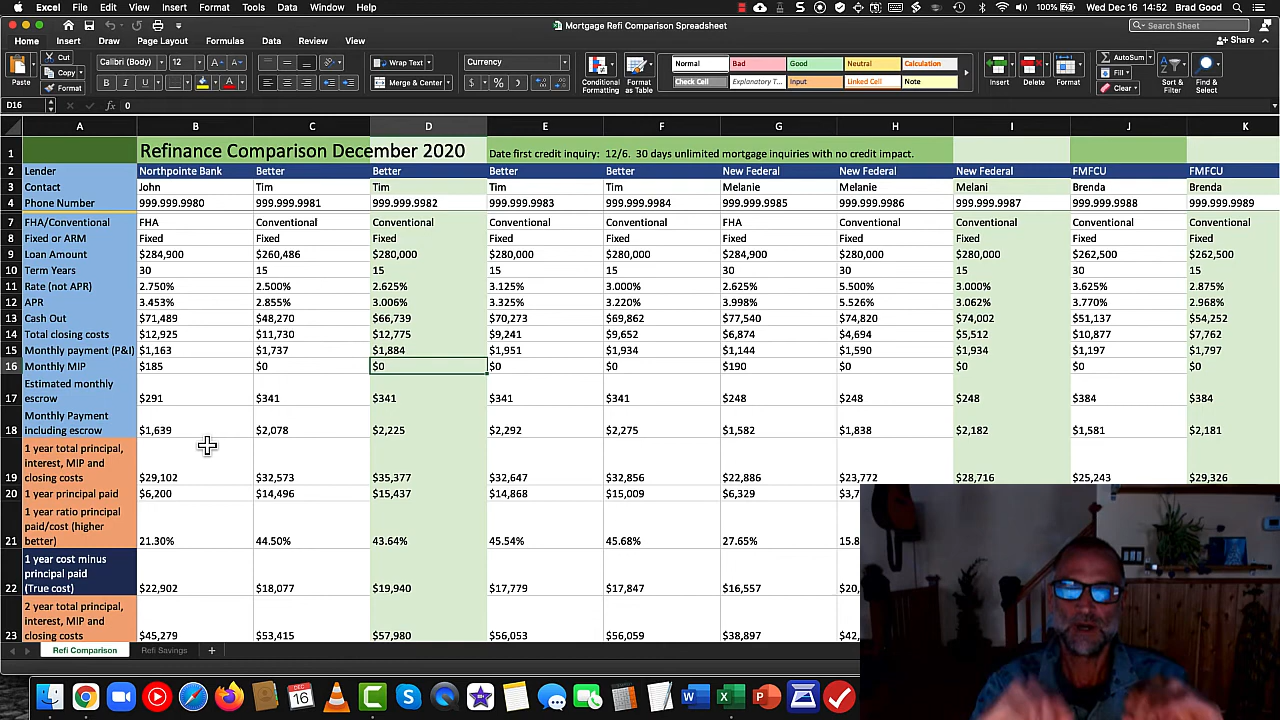 Excel File Edit View Insert Format Tools Data Window Help 100% Wed Dec 16 14:52 Brad Good
Mortgage Refi Comparison Spreadsheet Search Sheet
Home Insert Draw Page Layout Formulas Data Review View Share
Paste Cut Copy Format Calibri (Body) 12 A A B I U A Wrap Text Merge & Center Currency $ % Conditional Formatting Format as Table Normal Bad Good Neutral Calculation Check Cell Explanatory T... Input Linked Cell Note Insert Delete Format AutoSum Fill Clear Sort & Filter Find & Select
D16 fx 0
A B C D E F G H I J K
1 Refinance Comparison December 2020 Date first credit inquiry: 12/6. 30 days unlimited mortgage inquiries with no credit impact.
2 Lender Northpointe Bank Better Better Better Better New Federal New Federal New Federal FMFCU FMFCU
3 Contact John Tim Tim Tim Tim Melanie Melanie Melani Brenda Brenda
4 Phone Number 999.999.9980 999.999.9981 999.999.9982 999.999.9983 999.999.9984 999.999.9985 999.999.9986 999.999.9987 999.999.9988 999.999.9989
7 FHA/Conventional FHA Conventional Conventional Conventional Conventional FHA Conventional Conventional Conventional Conventional
8 Fixed or ARM Fixed Fixed Fixed Fixed Fixed Fixed Fixed Fixed Fixed Fixed
9 Loan Amount $284,900 $260,486 $280,000 $280,000 $280,000 $284,900 $280,000 $280,000 $262,500 $262,500
10 Term Years 30 15 15 15 15 30 30 15 30 15
11 Rate (not APR) 2.750% 2.500% 2.625% 3.125% 3.000% 2.625% 5.500% 3.000% 3.625% 2.875%
12 APR 3.453% 2.855% 3.006% 3.325% 3.220% 3.998% 5.526% 3.062% 3.770% 2.968%
13 Cash Out $71,489 $48,270 $66,739 $70,273 $69,862 $77,540 $74,820 $74,002 $51,137 $54,252
14 Total closing costs $12,925 $11,730 $12,775 $9,241 $9,652 $6,874 $4,694 $5,512 $10,877 $7,762
15 Monthly payment (P&I) $1,163 $1,737 $1,884 $1,951 $1,934 $1,144 $1,590 $1,934 $1,197 $1,797
16 Monthly MIP $185 $0 $0 $0 $0 $190 $0 $0 $0 $0
Estimated monthly
17 escrow $291 $341 $341 $341 $341 $248 $248 $248 $384 $384
Monthly Payment
18 including escrow $1,639 $2,078 $2,225 $2,292 $2,275 $1,582 $1,838 $2,182 $1,581 $2,181
1 year total principal,
interest, MIP and
19 closing costs $29,102 $32,573 $35,377 $32,647 $32,856 $22,886 $23,772 $28,716 $25,243 $29,326
20 1 year principal paid $6,200 $14,496 $15,437 $14,868 $15,009 $6,329 $3,7
1 year ratio principal
paid/cost (higher
21 better) 21.30% 44.50% 43.64% 45.54% 45.68% 27.65% 15.8
1 year cost minus
principal paid
22 (True cost) $22,902 $18,077 $19,940 $17,779 $17,847 $16,557 $20,
2 year total principal,
interest, MIP and
23 closing costs $45,279 $53,415 $57,980 $56,053 $56,059 $38,897 $42,
Refi Comparison Refi Savings +